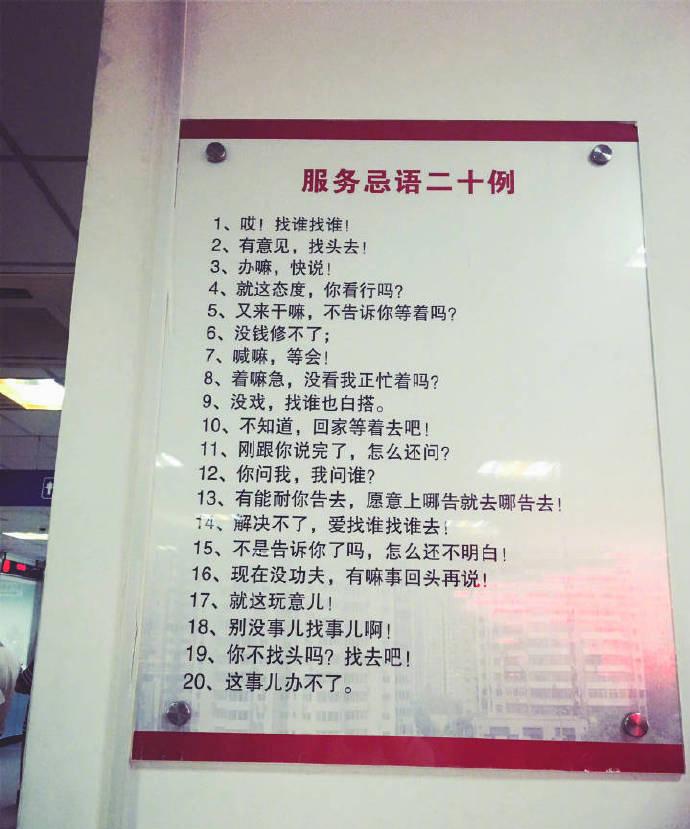 服务忌语二十例
1、哎！找谁找谁！
2、有意见，找头去！
3、办嘛，快说！
4、就这态度，你看行吗？
5、又来干嘛，不告诉你等着吗？
6、没钱修不了；
7、喊嘛，等会！
8、着嘛急，没看我正忙着吗？
9、没戏，找谁也白搭。
10、不知道，回家等着去吧！
11、刚跟你说完了，怎么还问？
12、你问我，我问谁？
13、有能耐你告去，愿意上哪告就去哪告去！
14、解决不了，爱找谁找谁去！
15、不是告诉你了吗，怎么还不明白！
16、现在没功夫，有嘛事回头再说！
17、就这玩意儿！
18、别没事儿找事儿啊！
19、你不找头吗？找去吧！
20、这事儿办不了。